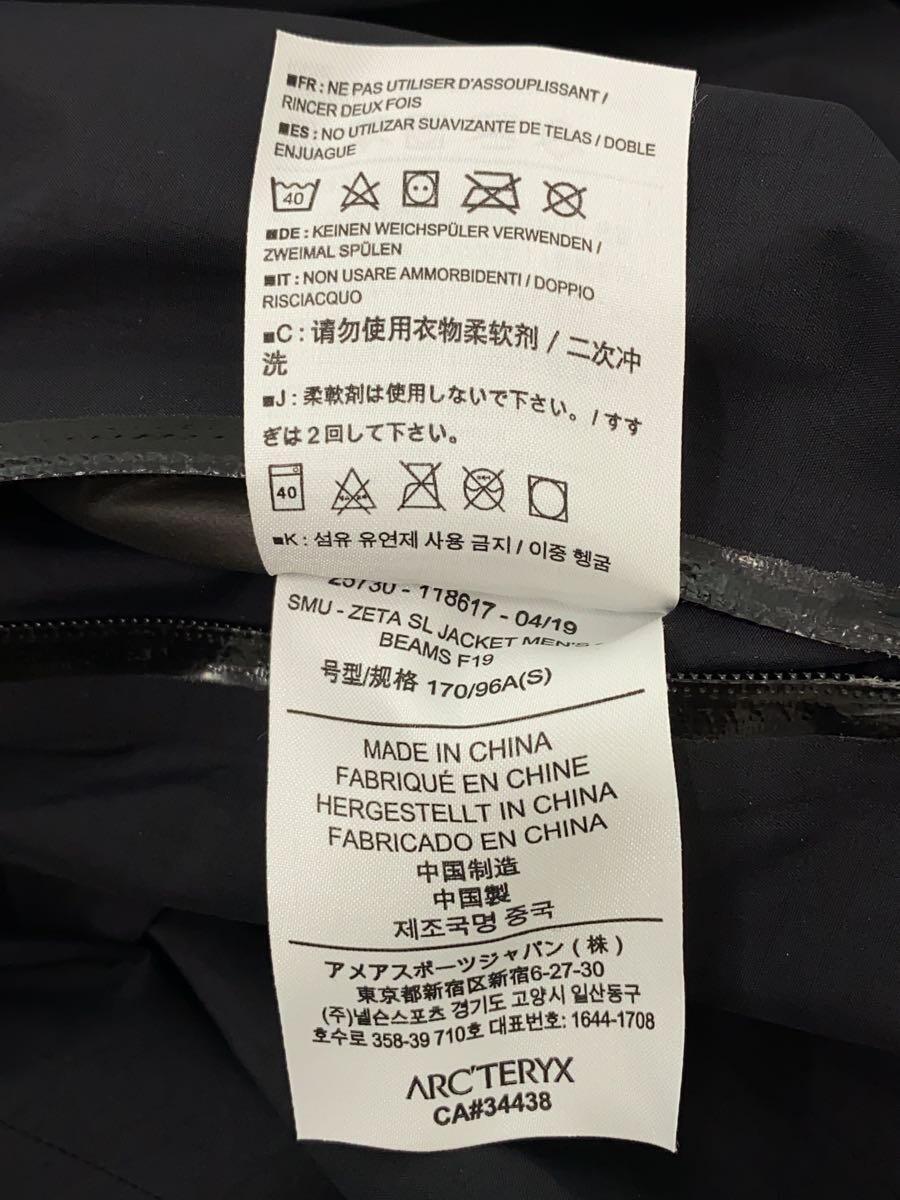 ■FR : NE PAS UTILISER D'ASSOUPLISSANT /
RINCER DEUX FOIS
■ES : NO UTILIZAR SUAVIZANTE DE TELAS / DOBLE
ENJUAGUE
40
■DE : KEINEN WEICHSPÜLER VERWENDEN /
ZWEIMAL SPÜLEN
■IT : NON USARE AMMORBIDENTI / DOPPIO
RISCIACQUO
■C : 请勿使用衣物柔软剂 / 二次冲
洗
■J : 柔軟剤は使用しないで下さい。/ すす
ぎは2回して下さい。
40
■K : 섬유 유연제 사용 금지 / 이중 헹굼
25730 - 118617 - 04/19
SMU - ZETA SL JACKET MEN'S
BEAMS F19
号型/规格 170/96A(S)
MADE IN CHINA
FABRIQUÉ EN CHINE
HERGESTELLT IN CHINA
FABRICADO EN CHINA
中国制造
中国製
제조국명 중국
アメアスポーツジャパン(株)
東京都新宿区新宿6-27-30
(주)넬슨스포츠 경기도 고양시 일산동구
호수로 358-39 710호 대표번호: 1644-1708
ARC'TERYX
CA#34438